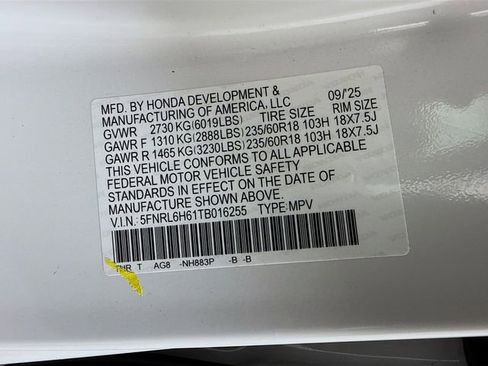 MFD. BY HONDA DEVELOPMENT & 09/'25
MANUFACTURING OF AMERICA, LLC
GVWR 2730 KG(6019LBS) TIRE SIZE RIM SIZE
GAWR F 1310 KG(2888LBS) 235/60R18 103H 18X7.5J
GAWR R 1465 KG(3230LBS) 235/60R18 103H 18X7.5J
THIS VEHICLE CONFORMS TO ALL APPLICABLE
FEDERAL MOTOR VEHICLE SAFETY
STANDARDS IN EFFECT ON THE DATE OF
MANUFACTURE SHOWN ABOVE.
V.I.N: 5FNRL6H61TB016255 TYPE:MPV
THR T AG8 -NH883P -B -B